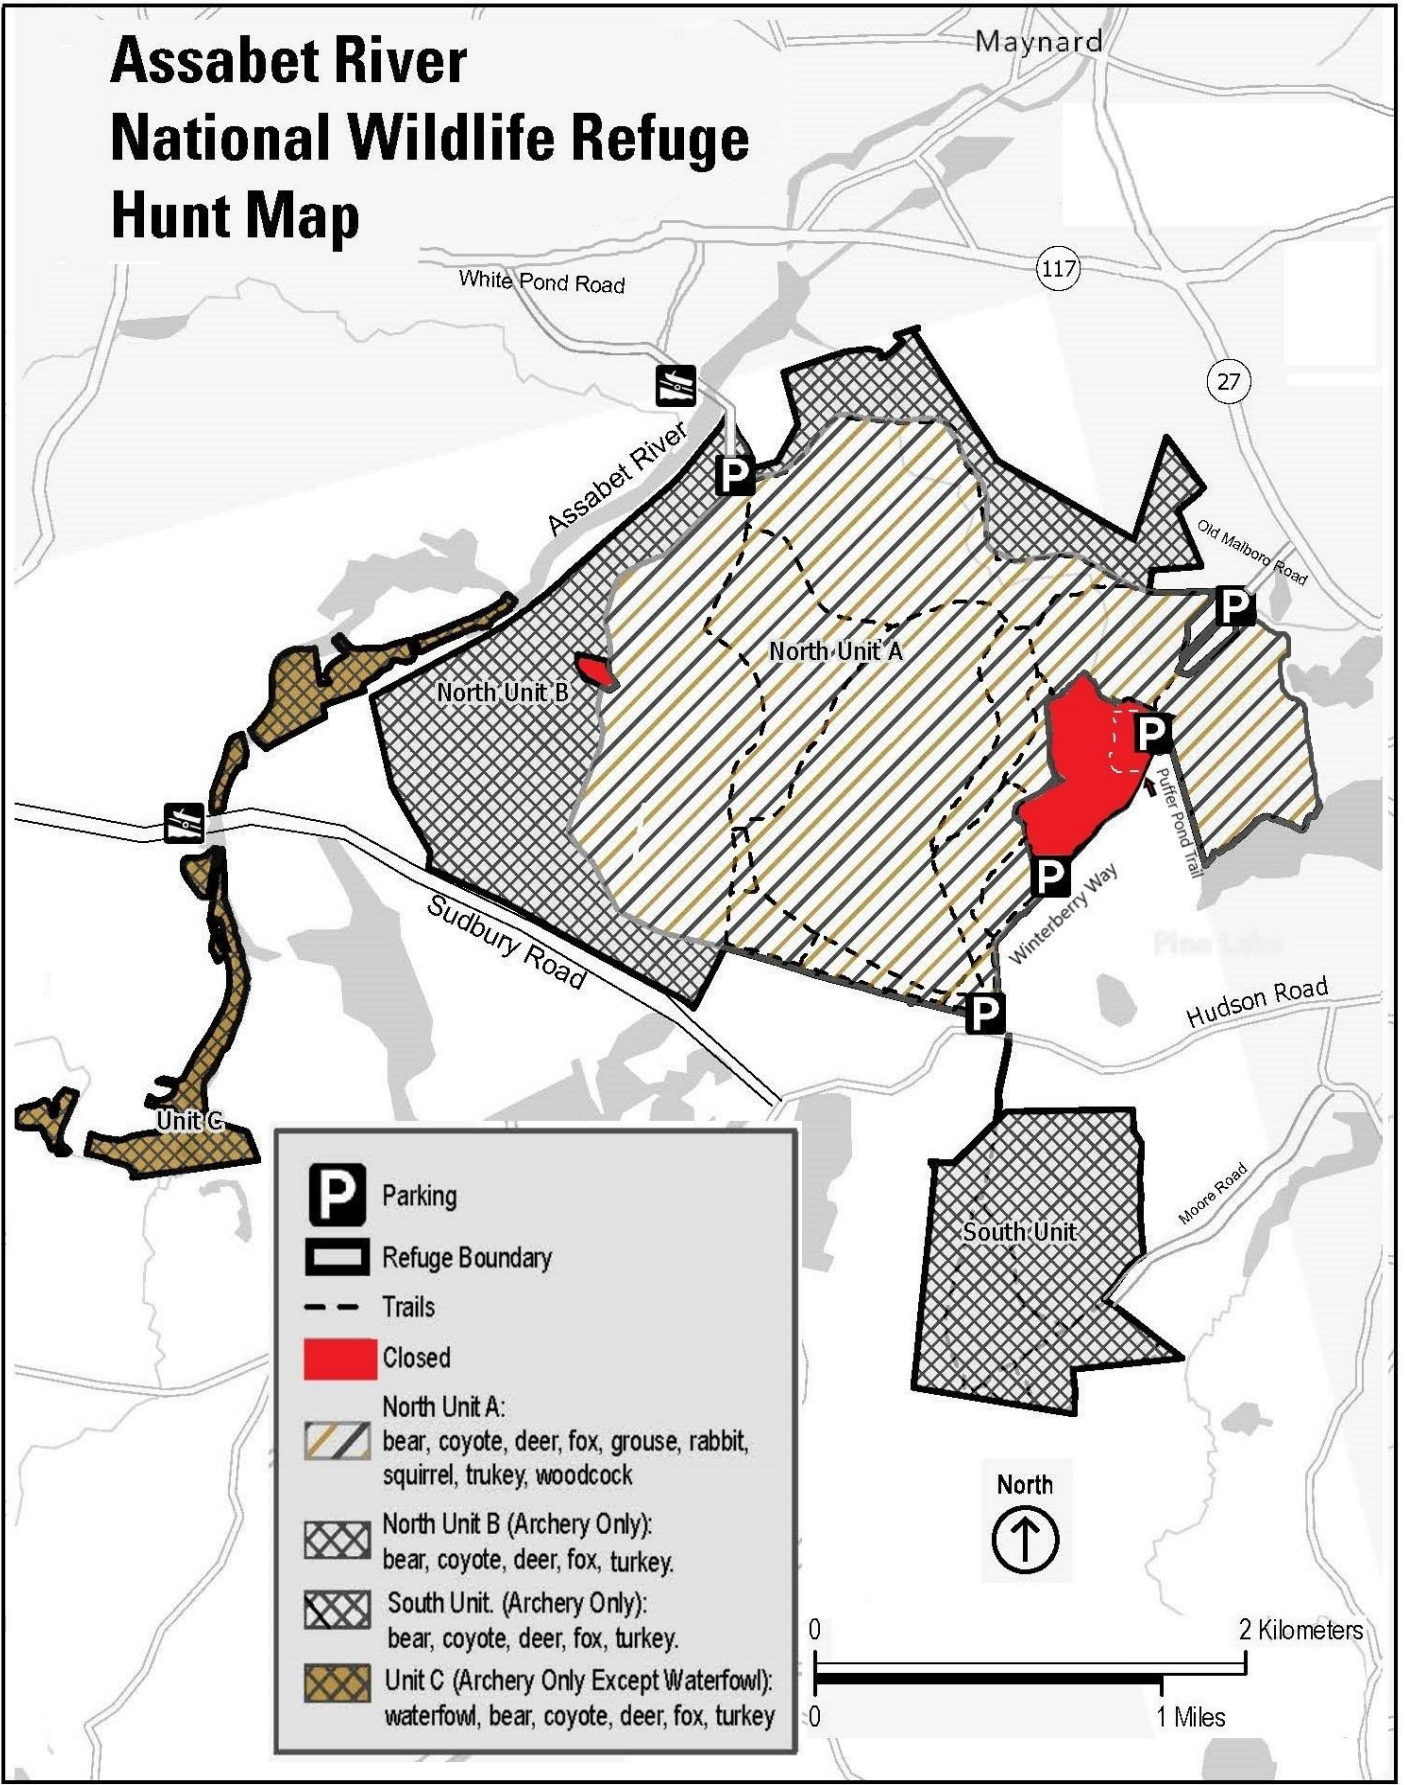 Assabet River
National Wildlife Refuge
Hunt Map
Maynard
117
White Pond Road
27
Assabet River
P
Old Malboro Road
P
North Unit A
North Unit B
P
Puffer Pond Trail
P
Winterberry Way
Sudbury Road
Pine Lake
Hudson Road
P
Unit C
Moore Road
South Unit
P Parking
Refuge Boundary
Trails
Closed
North Unit A:
bear, coyote, deer, fox, grouse, rabbit,
squirrel, trukey, woodcock
North Unit B (Archery Only):
bear, coyote, deer, fox, turkey.
South Unit. (Archery Only):
bear, coyote, deer, fox, turkey.
Unit C (Archery Only Except Waterfowl):
waterfowl, bear, coyote, deer, fox, turkey
North
0 2 Kilometers
0 1 Miles